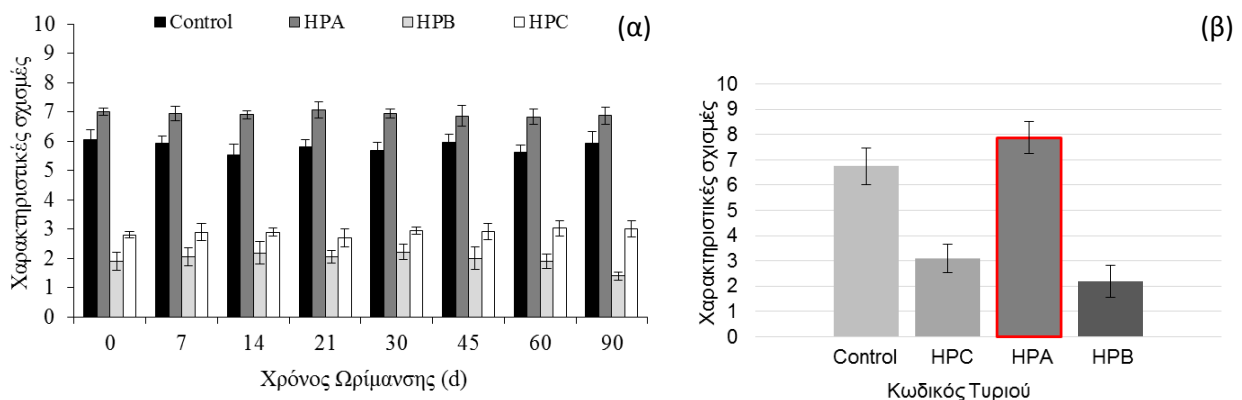 Control HPA HPB HPC
(α)
Χαρακτηριστικές σχισμές
10
9
8
7
6
5
4
3
2
1
0
0 7 14 21 30 45 60 90
Χρόνος Ωρίμανσης (d)
(β)
Χαρακτηριστικές σχισμές
10
9
8
7
6
5
4
3
2
1
0
Control HPC HPA HPB
Κωδικός Τυριού